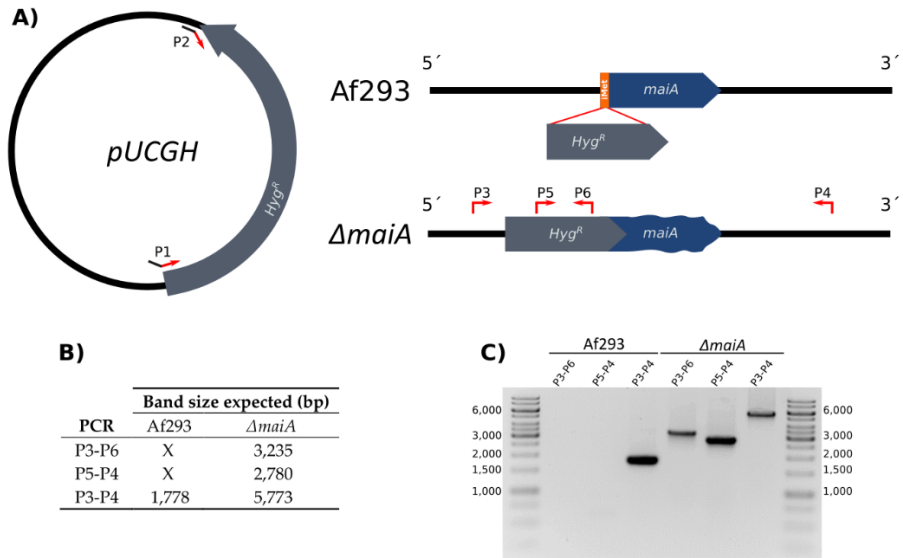 A)
P2
pUCGH
Hyg^R
P1
5´ 3´
Af293
iMet maiA
Hyg^R
P3 P5 P6 P4
5´ 3´
ΔmaiA
Hyg^R maiA
B)
Band size expected (bp)
PCR Af293 ΔmaiA
P3-P6 X 3,235
P5-P4 X 2,780
P3-P4 1,778 5,773
C)
Af293 ΔmaiA
P3-P6 P5-P4 P3-P4 P3-P6 P5-P4 P3-P4
6,000 6,000
3,000 3,000
2,000 2,000
1,500 1,500
1,000 1,000